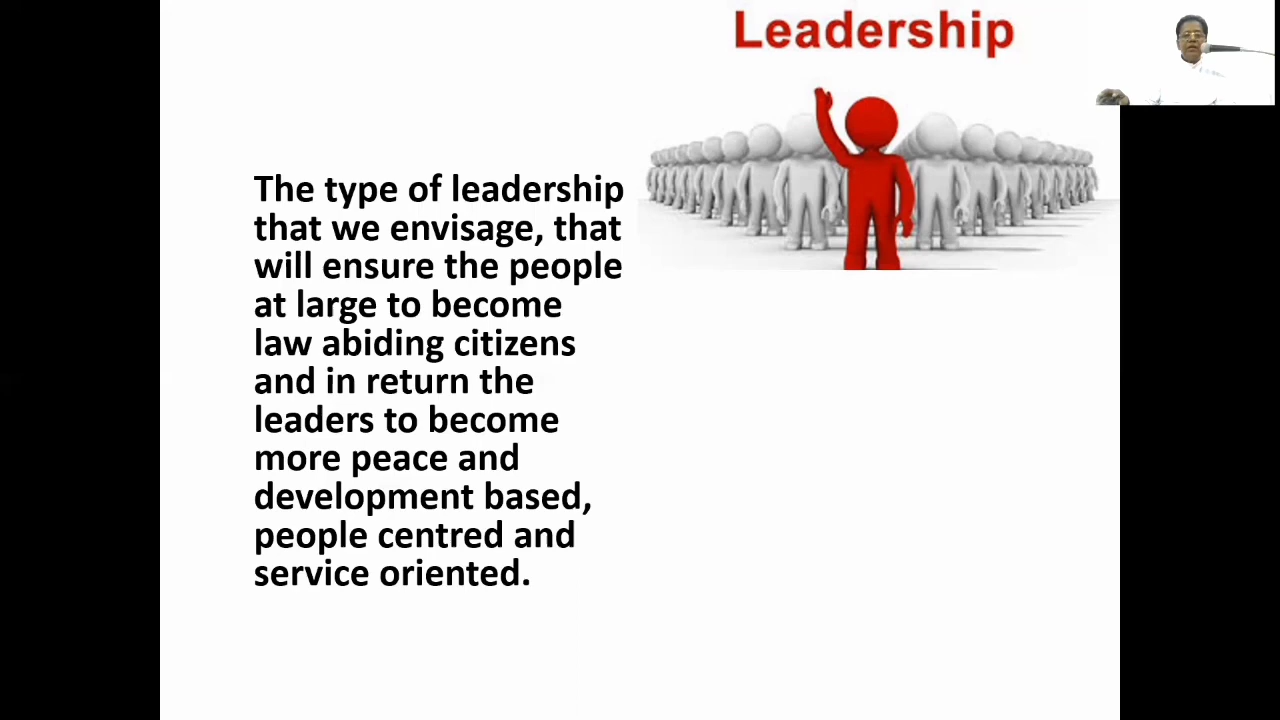 Leadership
The type of leadership
that we envisage, that
will ensure the people
at large to become
law abiding citizens
and in return the
leaders to become
more peace and
development based,
people centred and
service oriented.